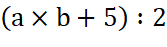 (a × b + 5) : 2